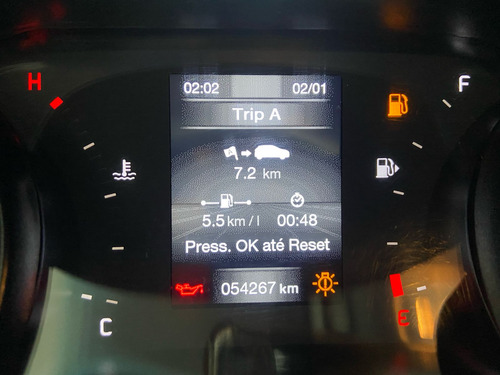 02:02 02/01
H F
Trip A
7.2 km
5.5 km/l 00:48
Press. OK até Reset
054267 km
C E